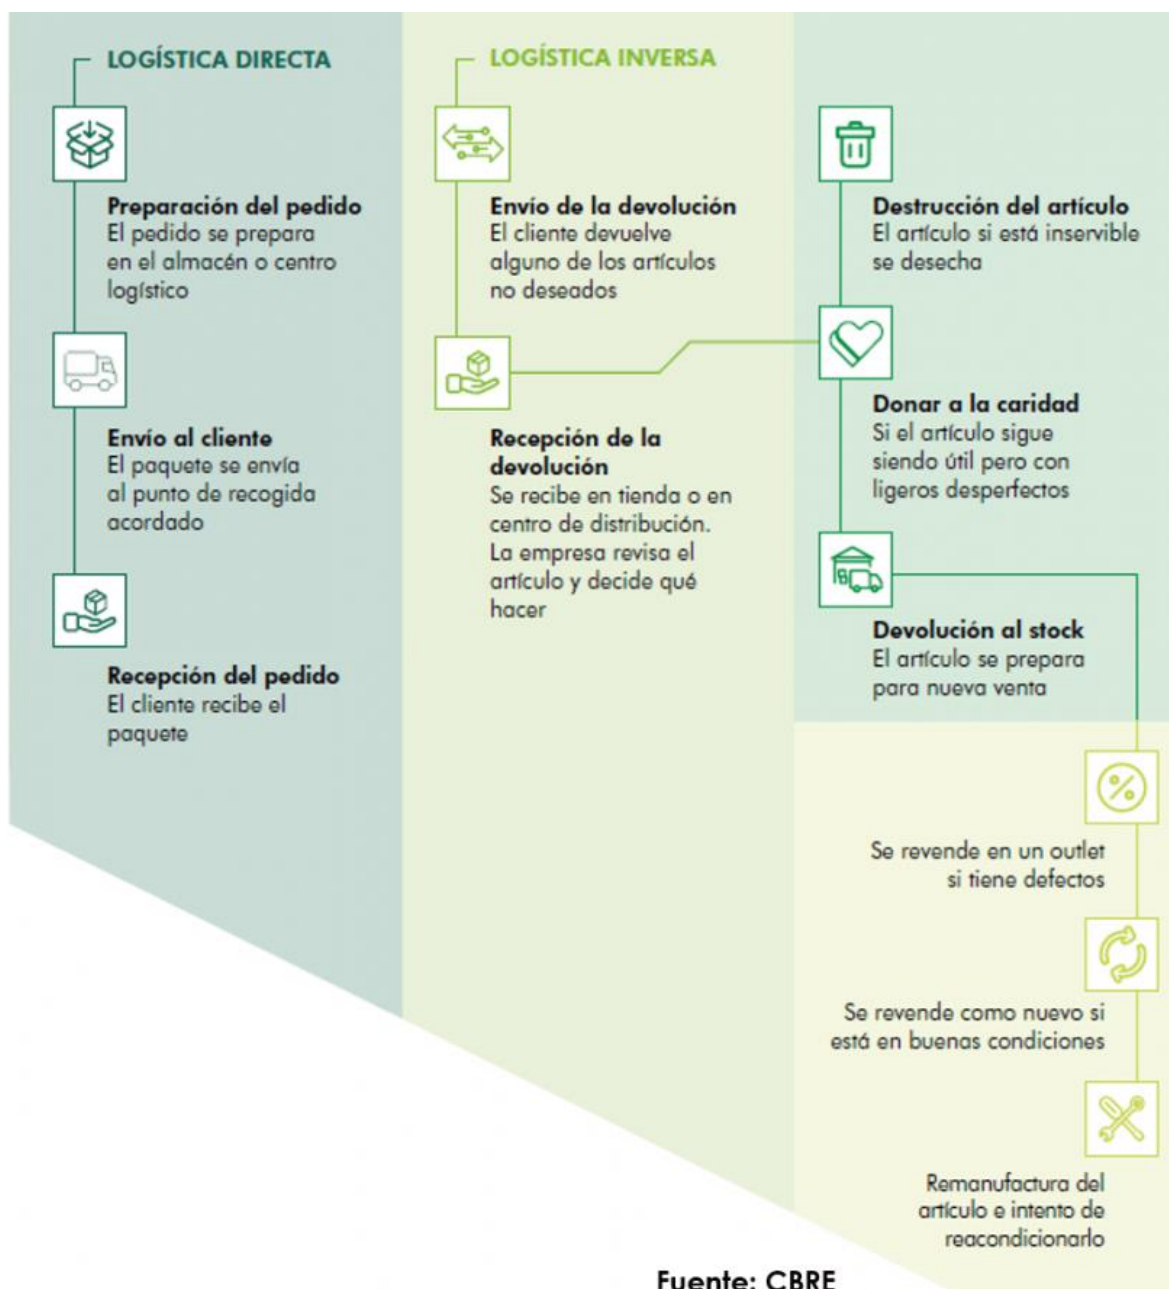 LOGÍSTICA DIRECTA
Preparación del pedido
El pedido se prepara
en el almacén o centro
logístico
Envío al cliente
El paquete se envía
al punto de recogida
acordado
Recepción del pedido
El cliente recibe el
paquete
LOGÍSTICA INVERSA
Envío de la devolución
El cliente devuelve
alguno de los artículos
no deseados
Recepción de la
devolución
Se recibe en tienda o en
centro de distribución.
La empresa revisa el
artículo y decide qué
hacer
Destrucción del artículo
El artículo si está inservible
se desecha
Donar a la caridad
Si el artículo sigue
siendo útil pero con
ligeros desperfectos
Devolución al stock
El artículo se prepara
para nueva venta
%
Se revende en un outlet
si tiene defectos
Se revende como nuevo si
está en buenas condiciones
Remanufactura del
artículo e intento de
reacondicionarlo
Fuente: CBRE